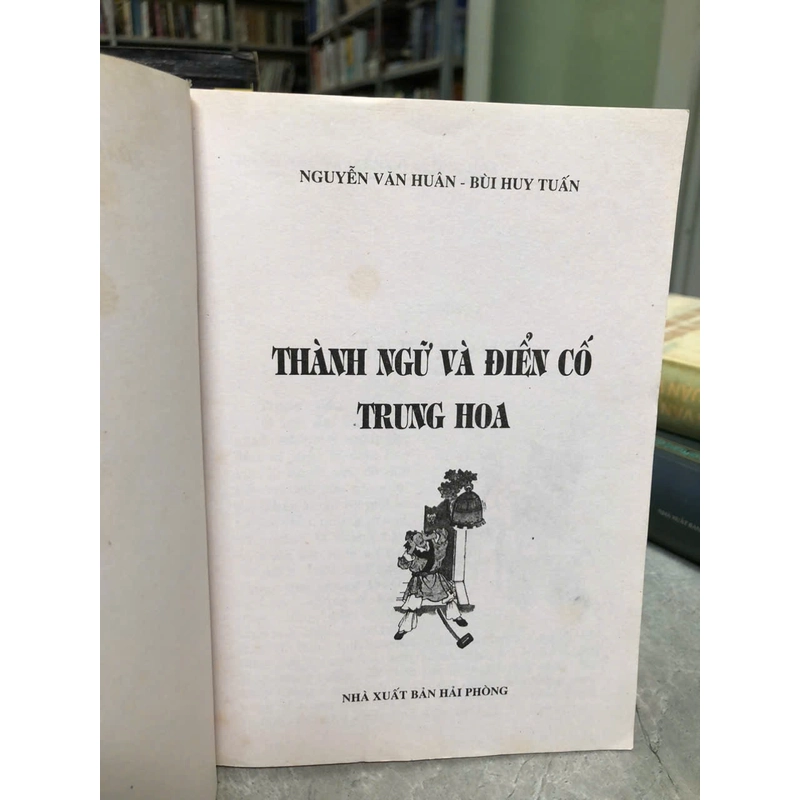 NGUYỄN VĂN HUÂN - BÙI HUY TUẤN
THÀNH NGỮ VÀ ĐIỂN CỐ
TRUNG HOA
NHÀ XUẤT BẢN HẢI PHÒNG